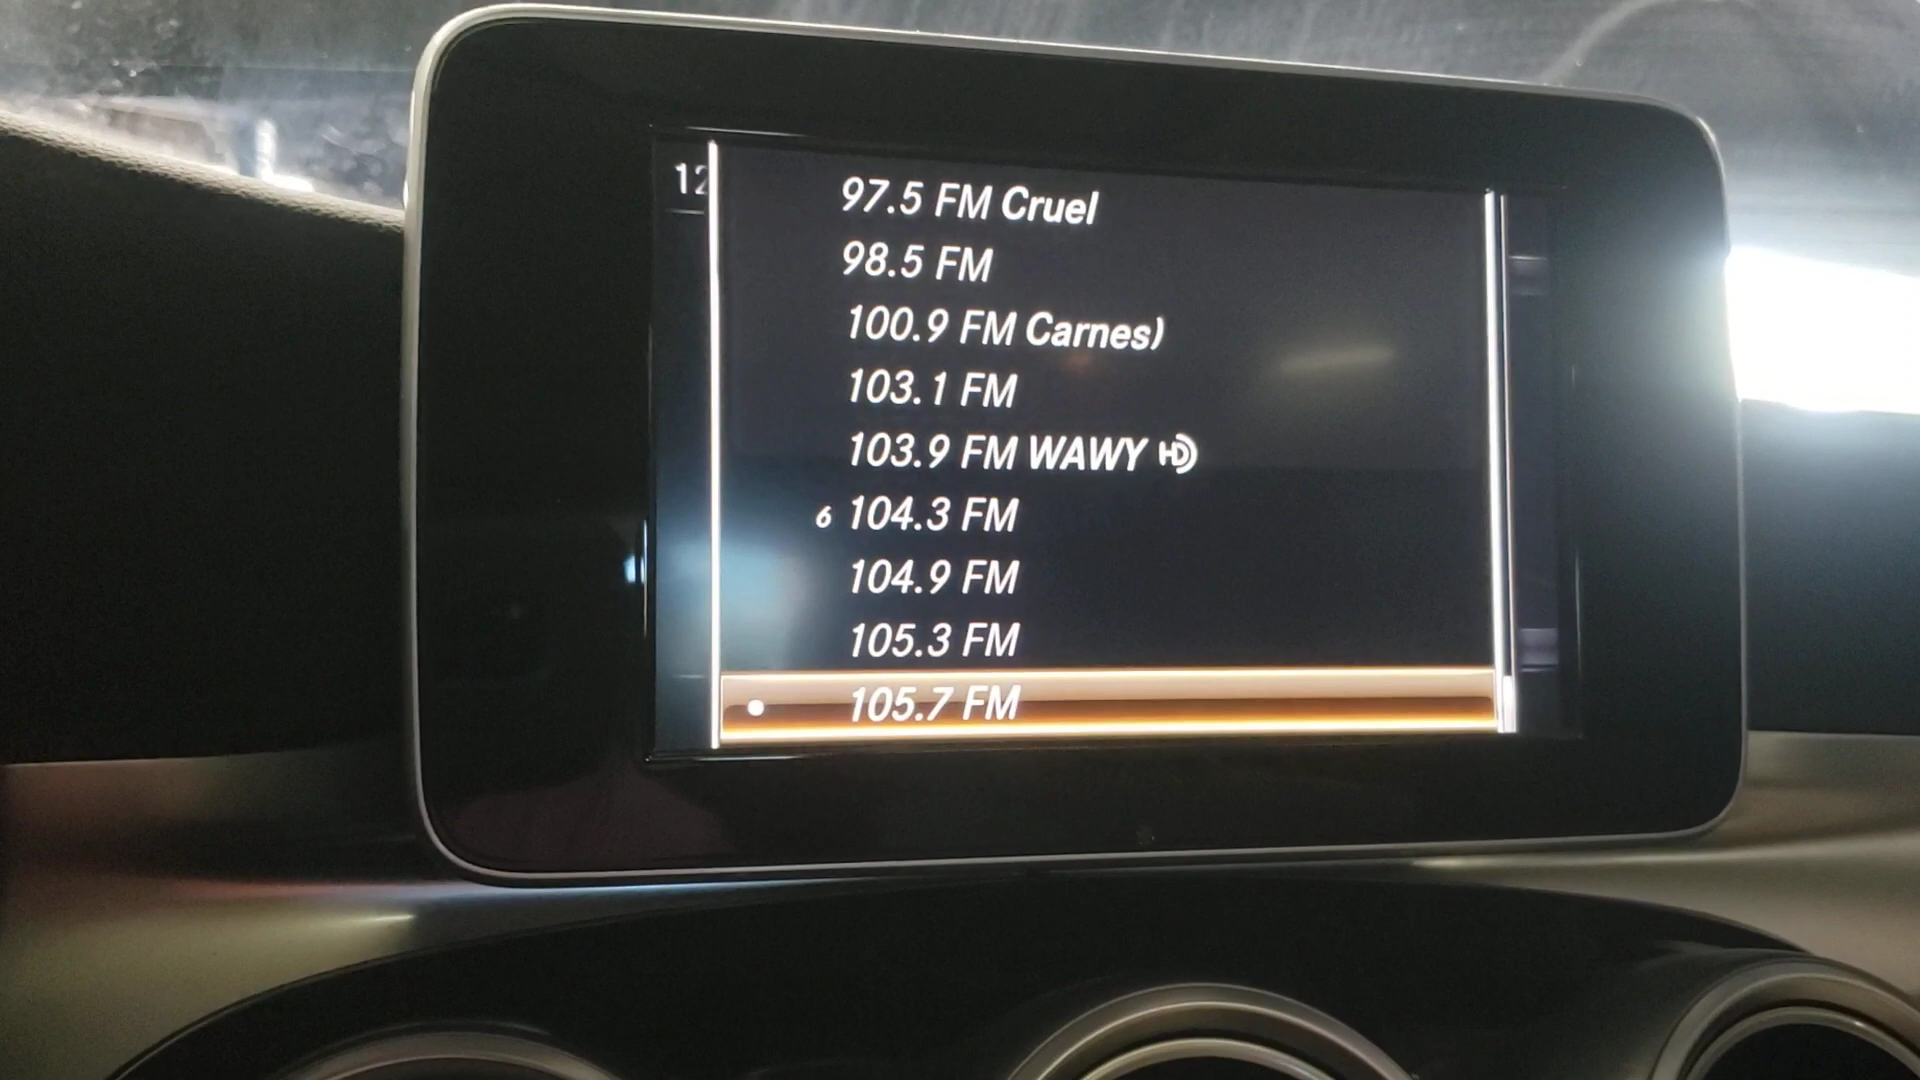 12
97.5 FM Cruel
98.5 FM
100.9 FM Carnes)
103.1 FM
103.9 FM WAWY HD
6 104.3 FM
104.9 FM
105.3 FM
105.7 FM